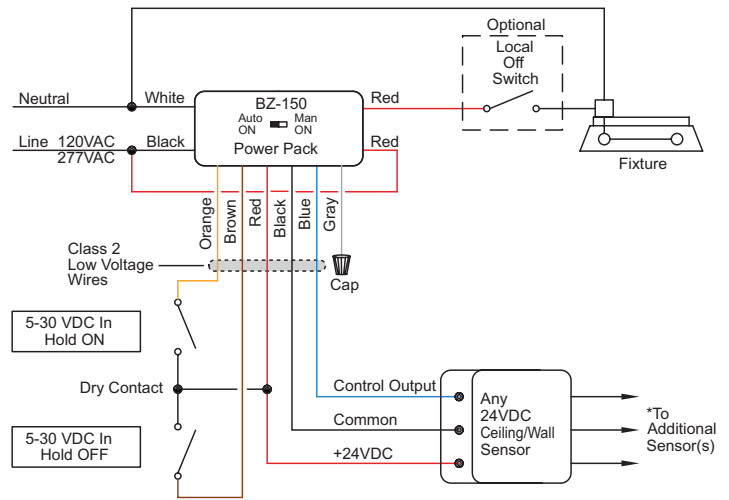 Optional
Local
Off
Switch
Neutral
White
BZ-150
Auto
ON
Man
ON
Power Pack
Red
Line 120VAC
277VAC
Black
Red
Fixture
Orange
Brown
Red
Black
Blue
Gray
Class 2
Low Voltage
Wires
Cap
5-30 VDC In
Hold ON
Dry Contact
5-30 VDC In
Hold OFF
Control Output
Common
+24VDC
Any
24VDC
Ceiling/Wall
Sensor
*To
Additional
Sensor(s)